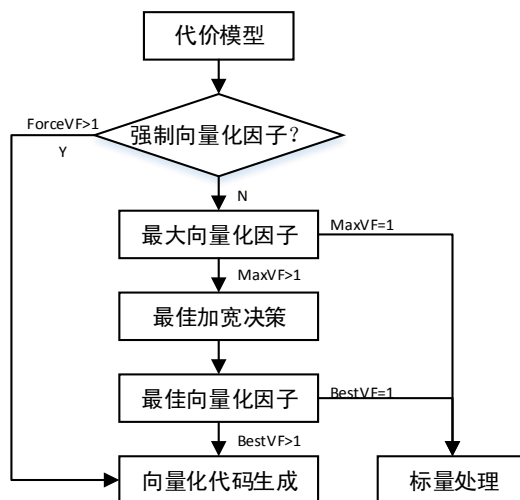 代价模型
ForceVF>1
强制向量化因子?
Y
N
最大向量化因子
MaxVF=1
MaxVF>1
最佳加宽决策
最佳向量化因子
BestVF=1
BestVF>1
向量化代码生成
标量处理